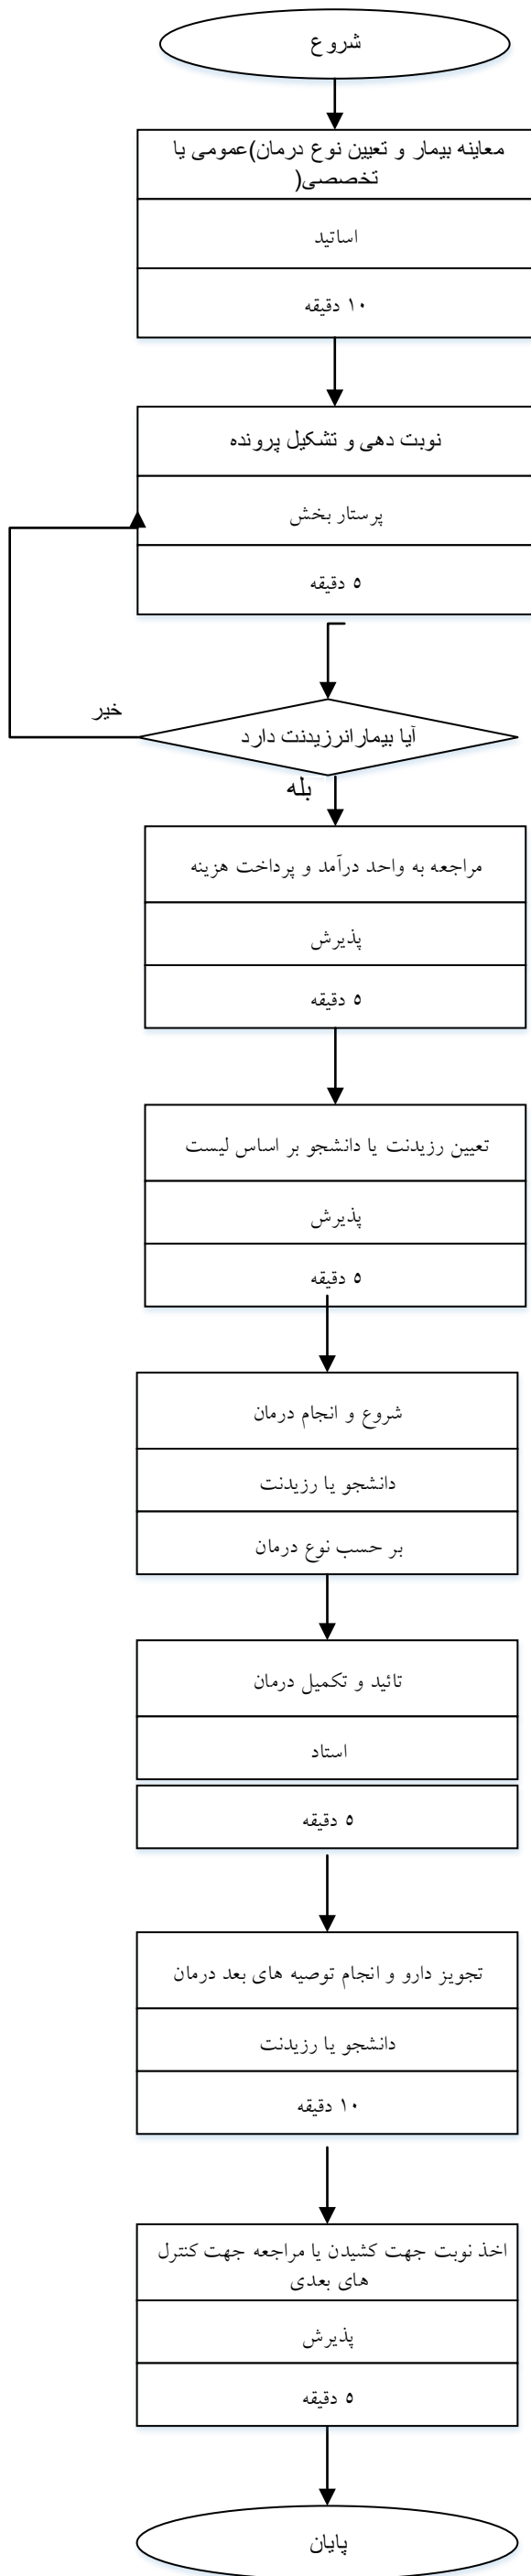 شروع
معاینه بیمار و تعیین نوع درمان)عمومی یا
تخصصی(
اساتید
۱۰ دقیقه
نوبت دهی و تشکیل پرونده
پرستار بخش
۵ دقیقه
خیر
آیا بیمارانرزیدنت دارد
بله
مراجعه به واحد درآمد و پرداخت هزینه
پذیرش
۵ دقیقه
تعیین رزیدنت یا دانشجو بر اساس لیست
پذیرش
۵ دقیقه
شروع و انجام درمان
دانشجو یا رزیدنت
بر حسب نوع درمان
تائید و تکمیل درمان
استاد
۵ دقیقه
تجویز دارو و انجام توصیه های بعد درمان
دانشجو یا رزیدنت
۱۰ دقیقه
اخذ نوبت جهت کشیدن یا مراجعه جهت کنترل
های بعدی
پذیرش
۵ دقیقه
پایان